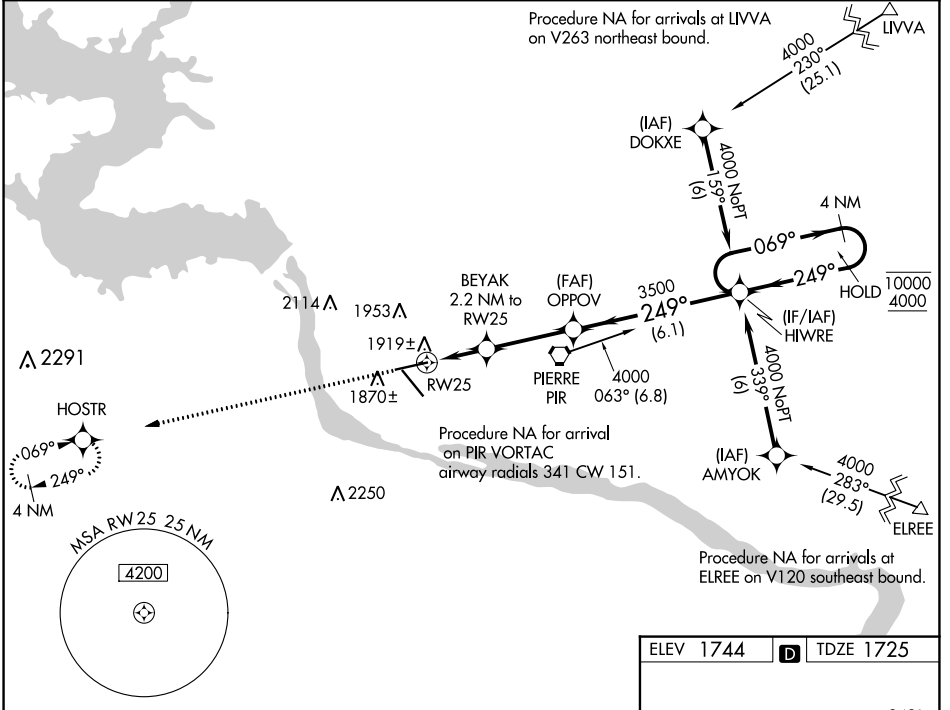 Procedure NA for arrivals at LIVVA
on V263 northeast bound.
LIVVA
4000
230°
(25.1)
(IAF)
DOKXE
4000 NoPT
159°
(6)
4 NM
069°
249°
HOLD
10000
4000
(IF/IAF)
HIWRE
3500
249°
(6.1)
(FAF)
OPPOV
BEYAK
2.2 NM to
RW25
2114
1953
1919±
1870±
RW25
PIERRE
PIR
4000
063° (6.8)
2291
HOSTR
069°
249°
4 NM
Procedure NA for arrival
on PIR VORTAC
airway radials 341 CW 151.
4000 NoPT
339°
(6)
(IAF)
AMYOK
4000
283°
(29.5)
ELREE
2250
Procedure NA for arrivals at
ELREE on V120 southeast bound.
MSA RW25 25 NM
4200
ELEV 1744
D
TDZE 1725